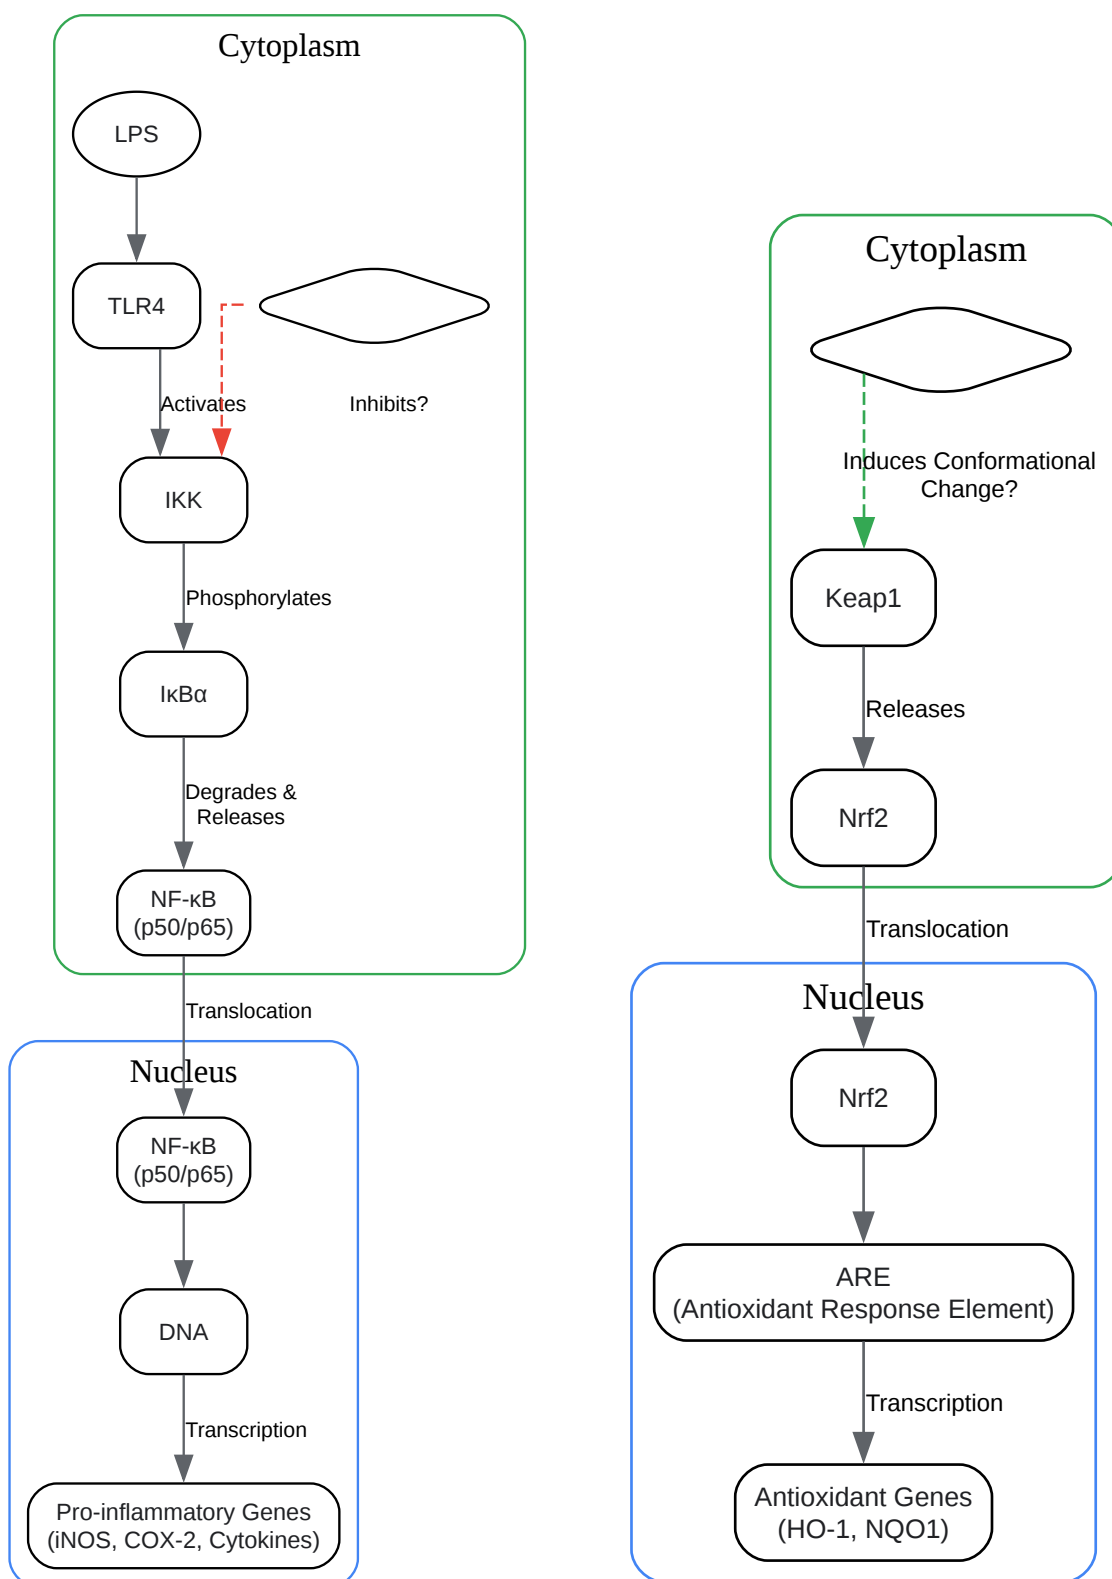 Cytoplasm
LPS
TLR4
Activates
Inhibits?
IKK
Phosphorylates
IκBα
Degrades &
Releases
NF-κB
(p50/p65)
Translocation
Nucleus
NF-κB
(p50/p65)
DNA
Transcription
Pro-inflammatory Genes
(iNOS, COX-2, Cytokines)
Cytoplasm
Induces Conformational
Change?
Keap1
Releases
Nrf2
Translocation
Nucleus
Nrf2
ARE
(Antioxidant Response Element)
Transcription
Antioxidant Genes
(HO-1, NQO1)